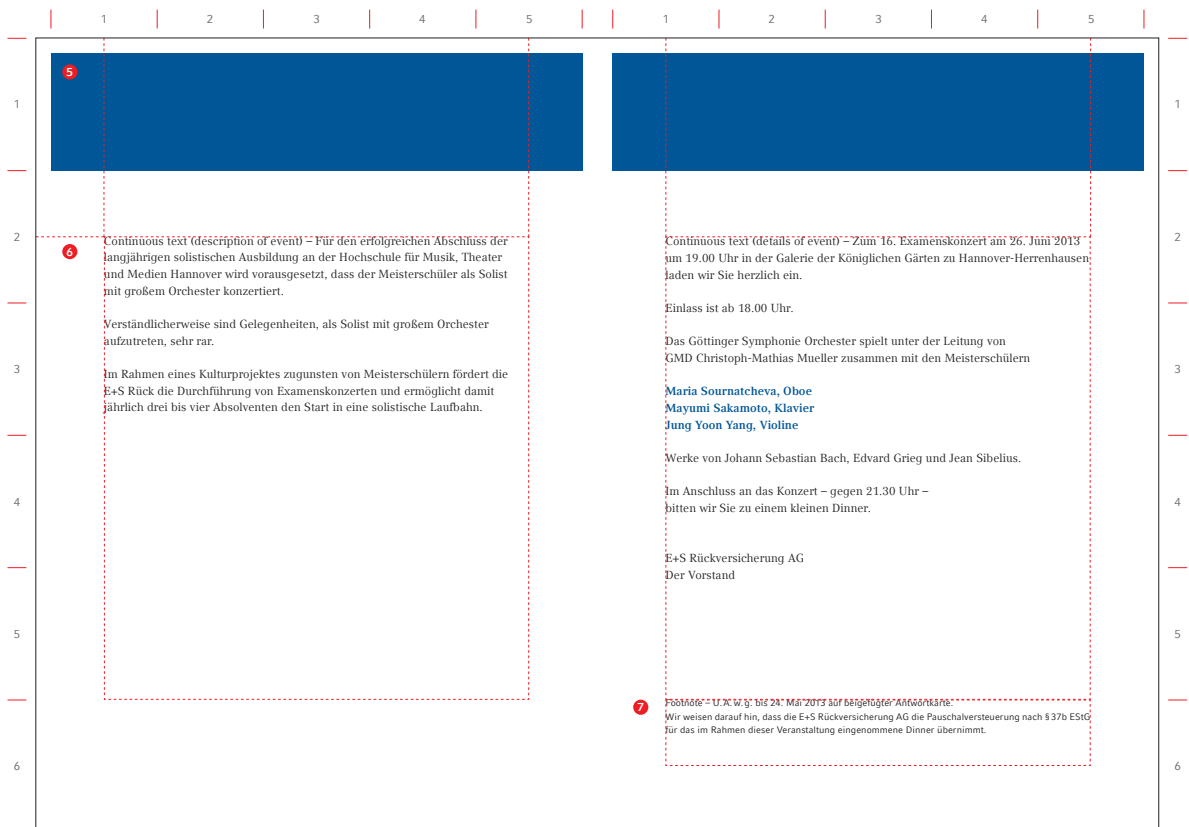 1 2 3 4 5 1 2 3 4 5
5
1 1
2 2
6
Continuous text (description of event) – Für den erfolgreichen Abschluss der
langjährigen solistischen Ausbildung an der Hochschule für Musik, Theater
und Medien Hannover wird vorausgesetzt, dass der Meisterschüler als Solist
mit großem Orchester konzertiert.
Verständlicherweise sind Gelegenheiten, als Solist mit großem Orchester
aufzutreten, sehr rar.
Im Rahmen eines Kulturprojektes zugunsten von Meisterschülern fördert die
E+S Rück die Durchführung von Examenskonzerten und ermöglicht damit
jährlich drei bis vier Absolventen den Start in eine solistische Laufbahn.
Continuous text (details of event) – Zum 16. Examenskonzert am 26. Juni 2013
um 19.00 Uhr in der Galerie der Königlichen Gärten zu Hannover-Herrenhausen
laden wir Sie herzlich ein.
Einlass ist ab 18.00 Uhr.
Das Göttinger Symphonie Orchester spielt unter der Leitung von
GMD Christoph-Mathias Mueller zusammen mit den Meisterschülern
Maria Sournatcheva, Oboe
Mayumi Sakamoto, Klavier
Jung Yoon Yang, Violine
Werke von Johann Sebastian Bach, Edvard Grieg und Jean Sibelius.
Im Anschluss an das Konzert – gegen 21.30 Uhr –
bitten wir Sie zu einem kleinen Dinner.
E+S Rückversicherung AG
Der Vorstand
3 3
4 4
5 5
7
Footnote – U. A. w. g. bis 24. Mai 2013 auf beigefügter Antwortkarte.
Wir weisen darauf hin, dass die E+S Rückversicherung AG die Pauschalversteuerung nach § 37b EStG
für das im Rahmen dieser Veranstaltung eingenommene Dinner übernimmt.
6 6